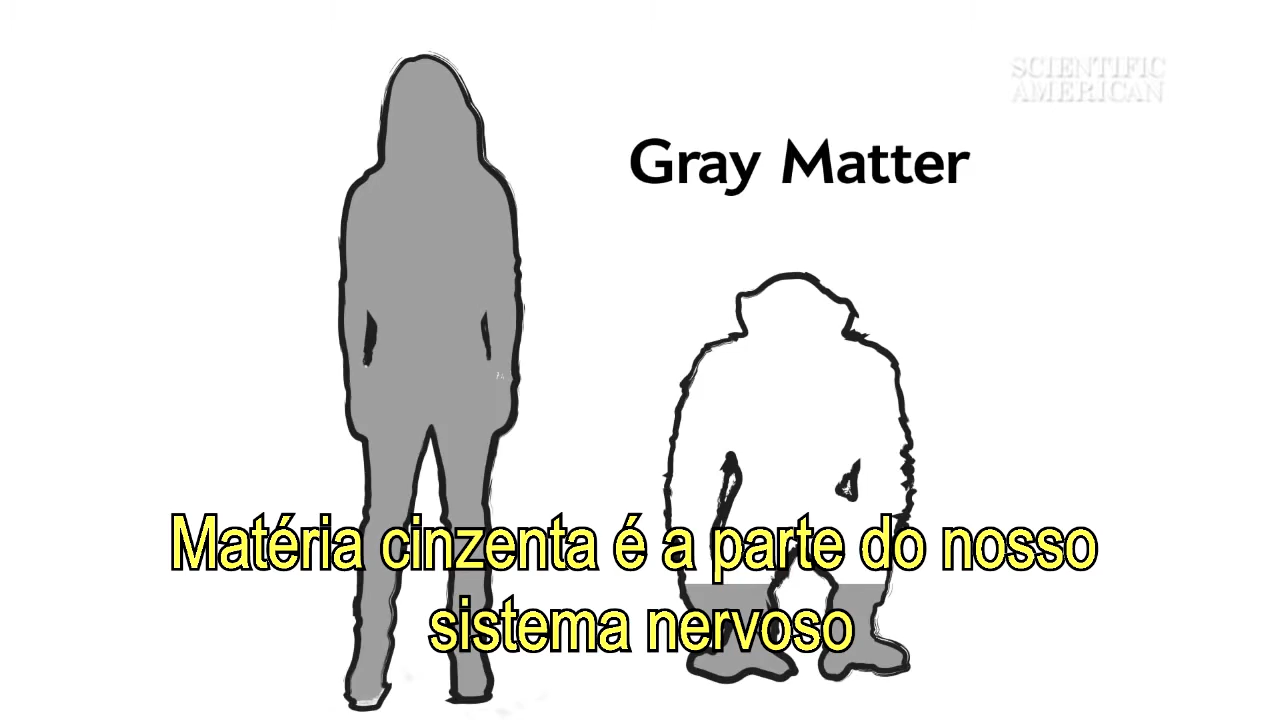 SCIENTIFIC
AMERICAN
Gray Matter
Matéria cinzenta é a parte do nosso
sistema nervoso